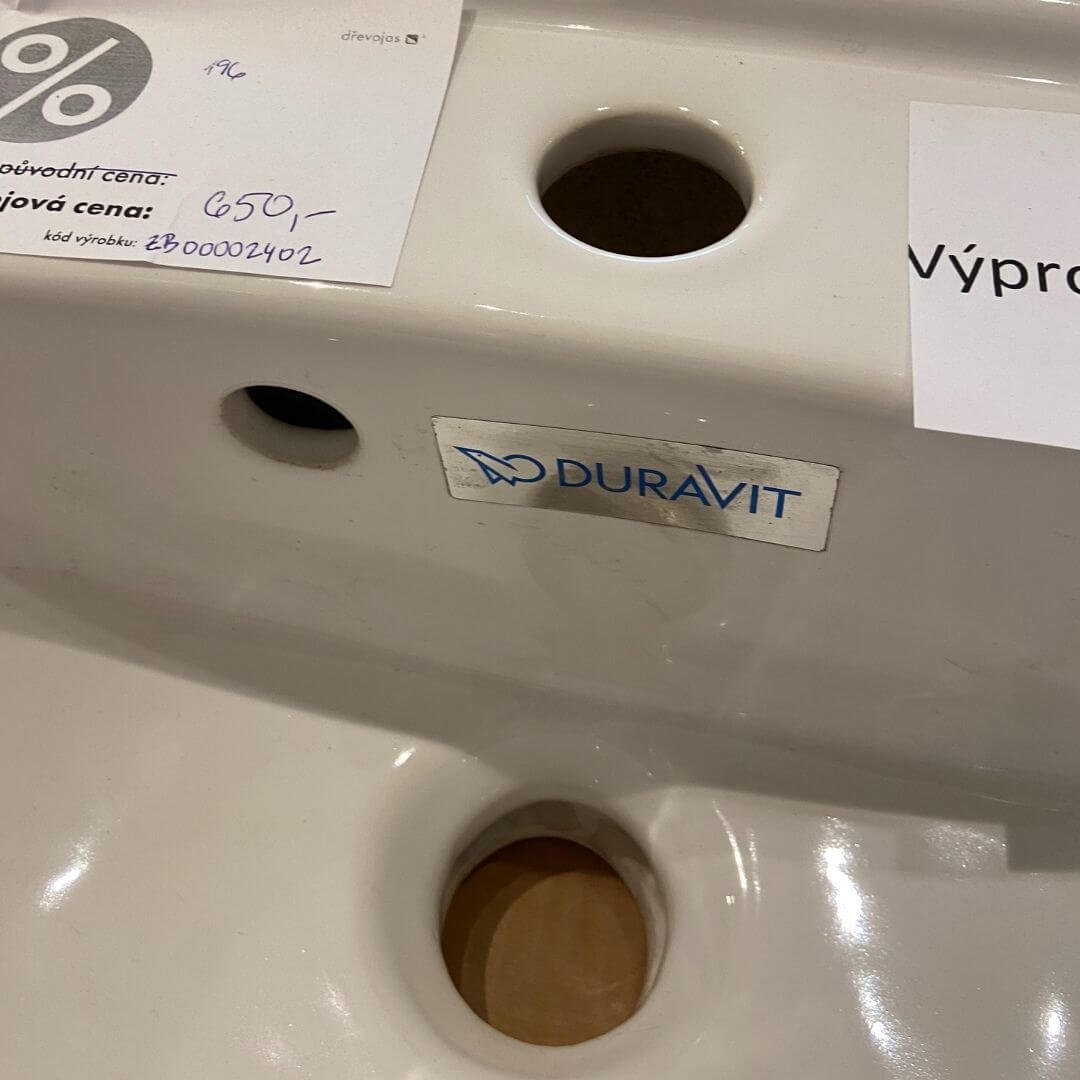 %
dřevojas
196
původní cena:
jová cena: 650,-
kód výrobku: ZB00002402
Výpro
DURAVIT